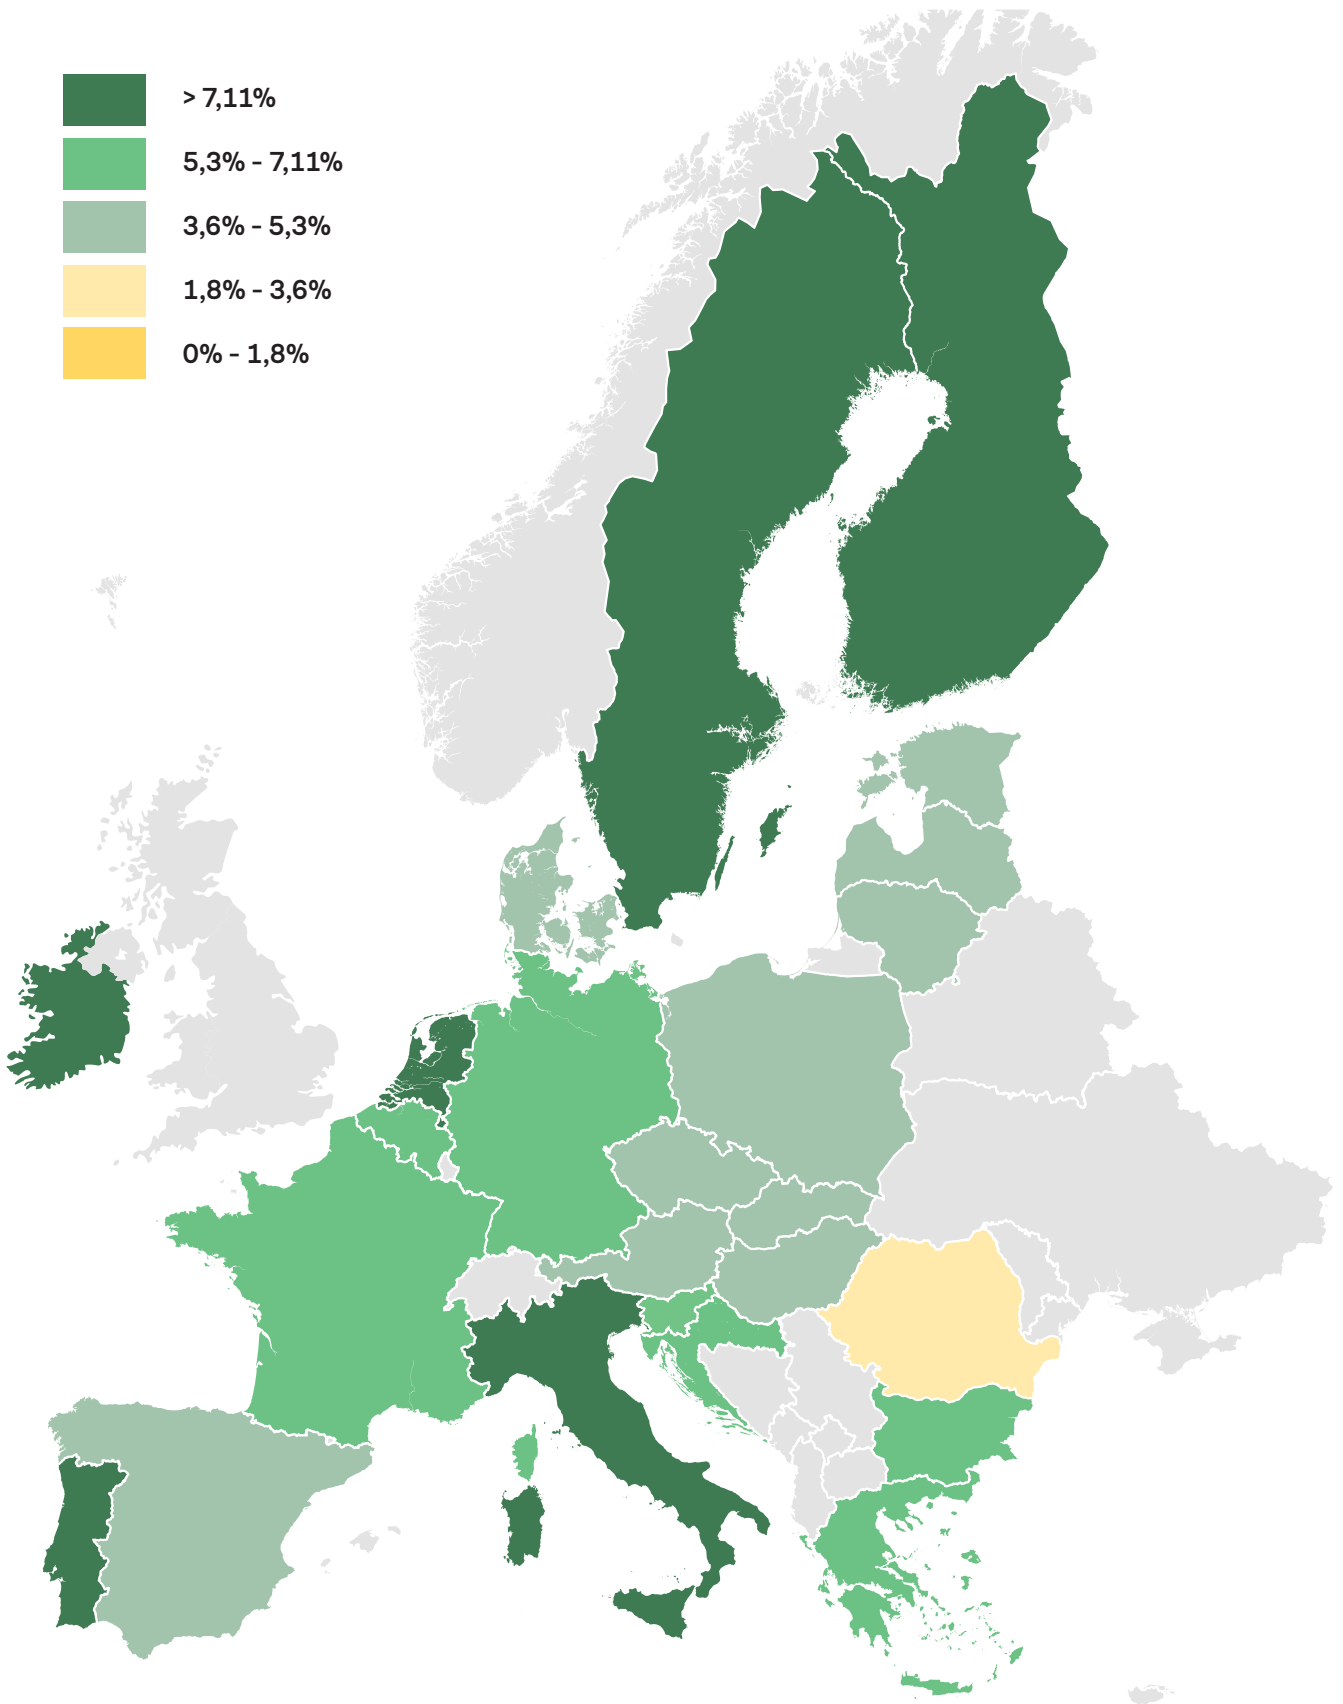 > 7,11%
5,3% - 7,11%
3,6% - 5,3%
1,8% - 3,6%
0% - 1,8%